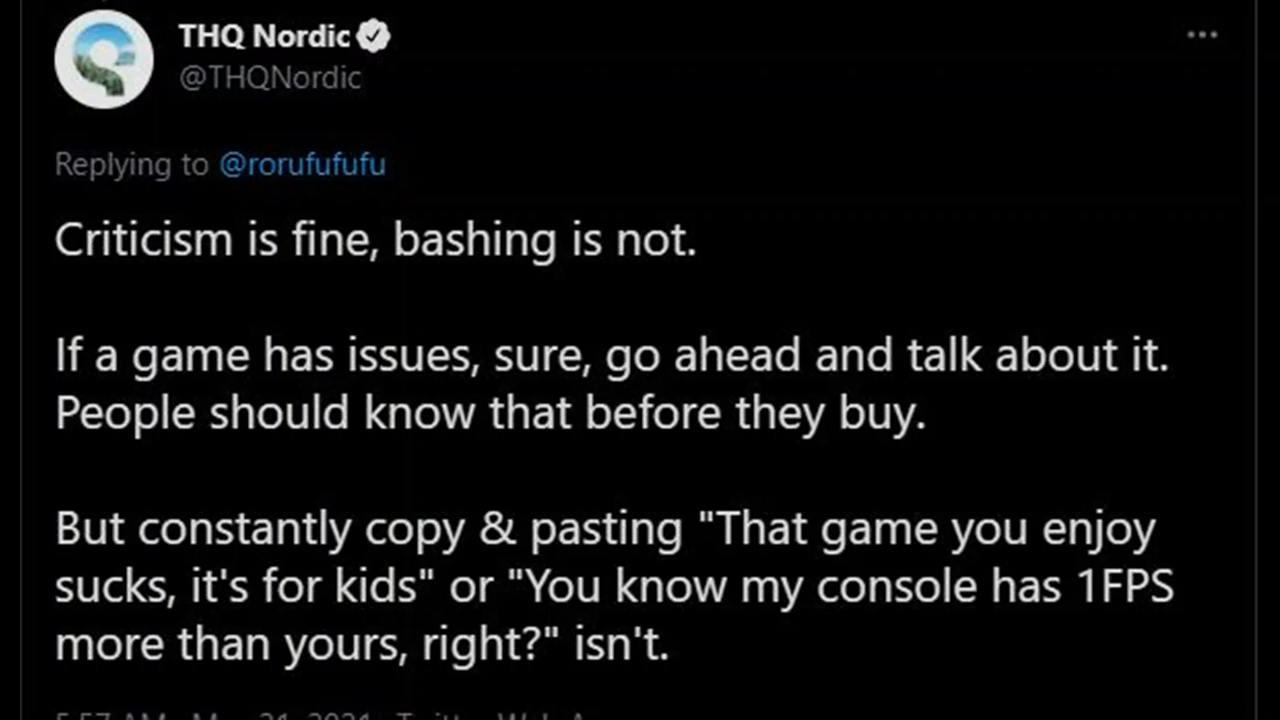 THQ Nordic
@THQNordic
Replying to @rorufufufu
Criticism is fine, bashing is not.
If a game has issues, sure, go ahead and talk about it.
People should know that before they buy.
But constantly copy & pasting "That game you enjoy
sucks, it's for kids" or "You know my console has 1FPS
more than yours, right?" isn't.